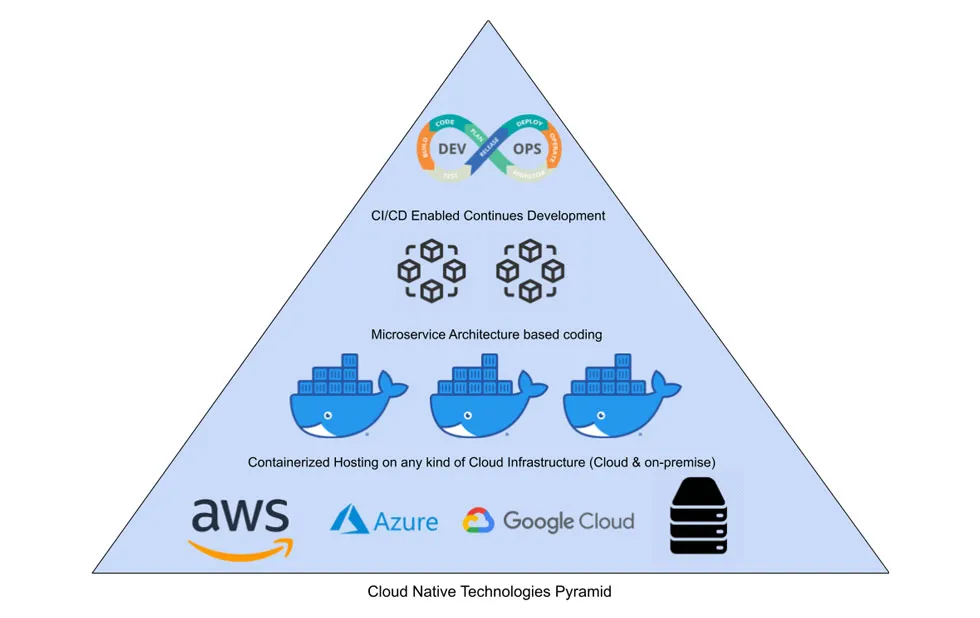 CODE
DEPLOY
BUILD
PLAN
RELEASE
OPERATE
DEV
OPS
TEST
MONITOR
CI/CD Enabled Continues Development
Microservice Architecture based coding
Containerized Hosting on any kind of Cloud Infrastructure (Cloud & on-premise)
aws
Azure
Google Cloud
Cloud Native Technologies Pyramid